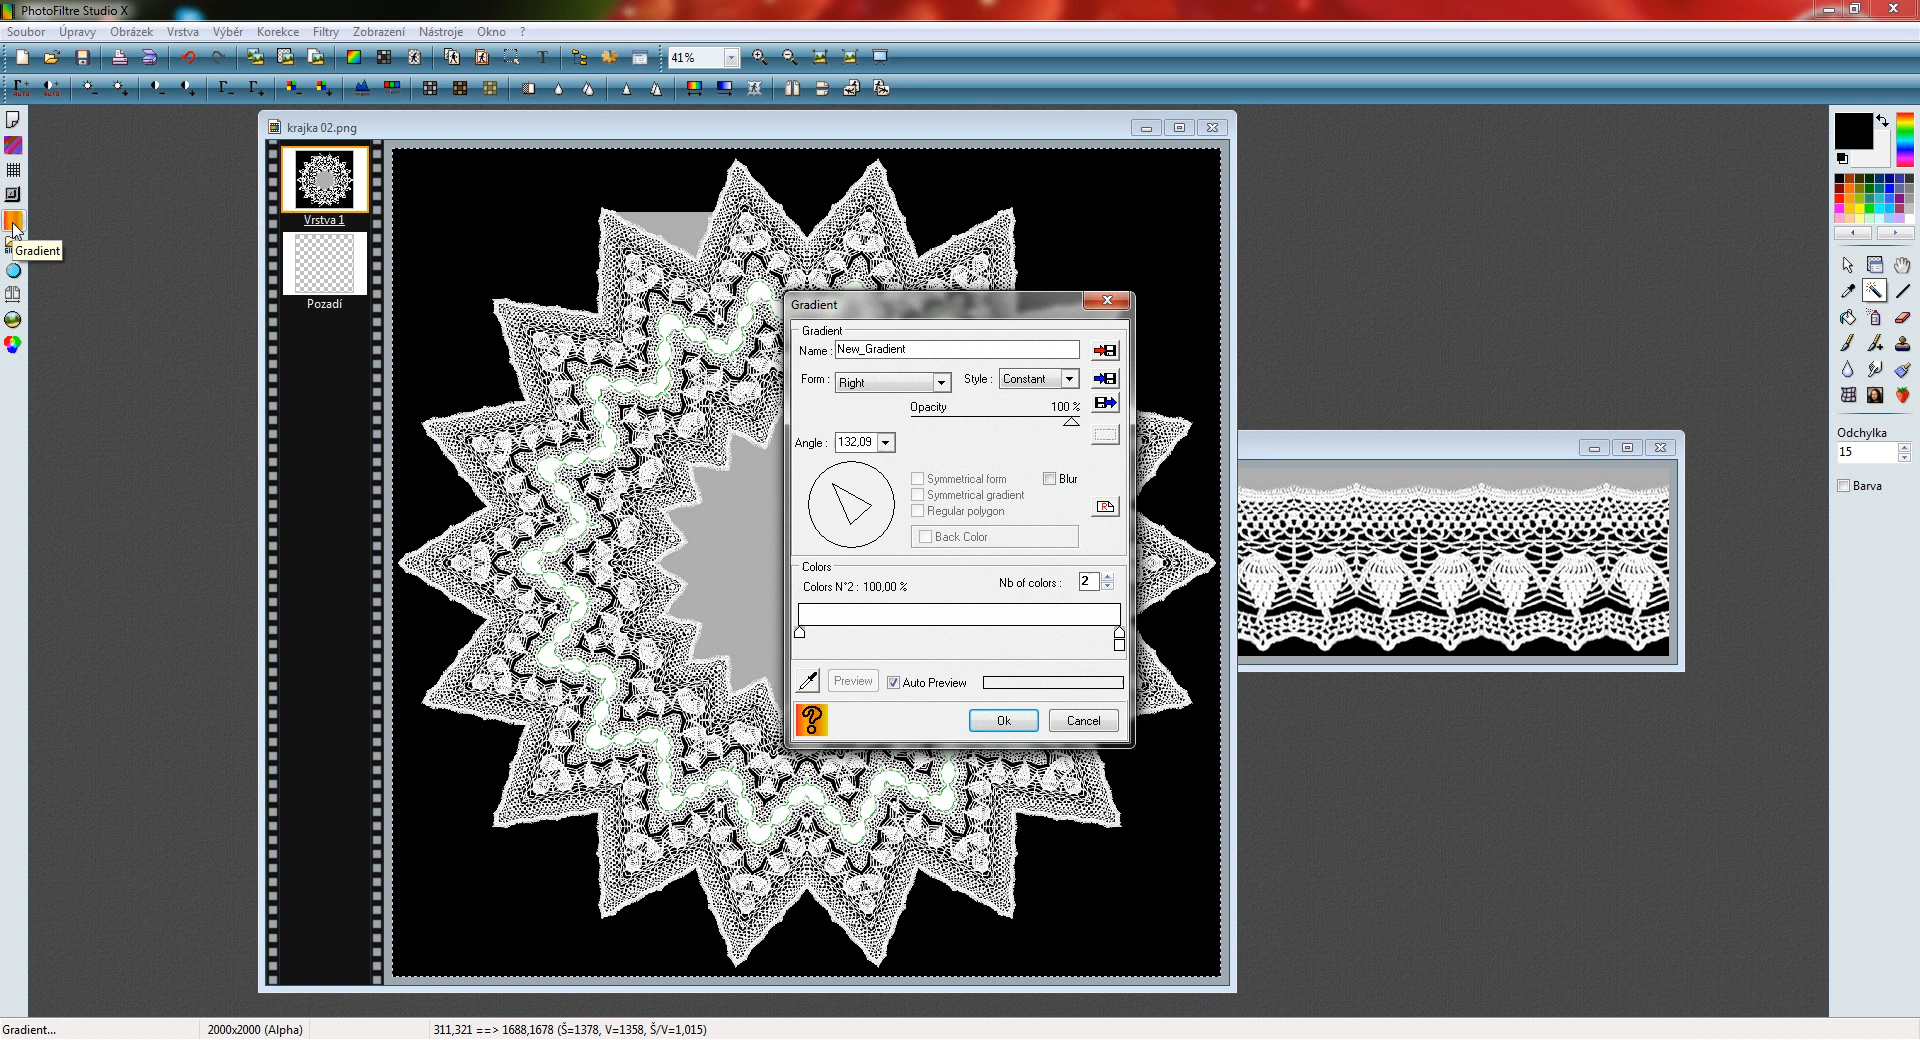 PhotoFiltre Studio X
Soubor Úpravy Obrázek Vrstva Výběr Korekce Filtry Zobrazení Nástroje Okno ?
T 41%
AUTO AUTO
krajka 02.png
Vrstva 1
Gradient
Pozadí
Gradient
Gradient
Name : New_Gradient
Form : Right Style : Constant
Opacity 100 %
Angle : 132,09
Symmetrical form Blur
Symmetrical gradient
Regular polygon
Back Color
Colors
Colors N°2 : 100,00 % Nb of colors : 2
Preview Auto Preview
Ok Cancel
Odchylka
15
Barva
Gradient... 2000x2000 (Alpha) 311,321 ==> 1688,1678 (Š=1378, V=1358, Š/V=1,015)